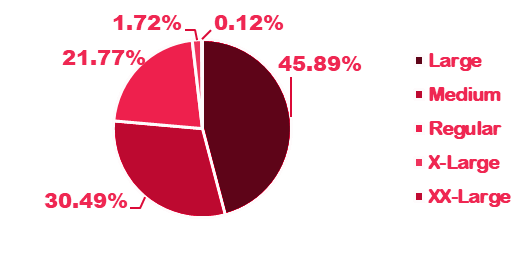 1.72%
0.12%
21.77%
45.89%
30.49%
Large
Medium
Regular
X-Large
XX-Large